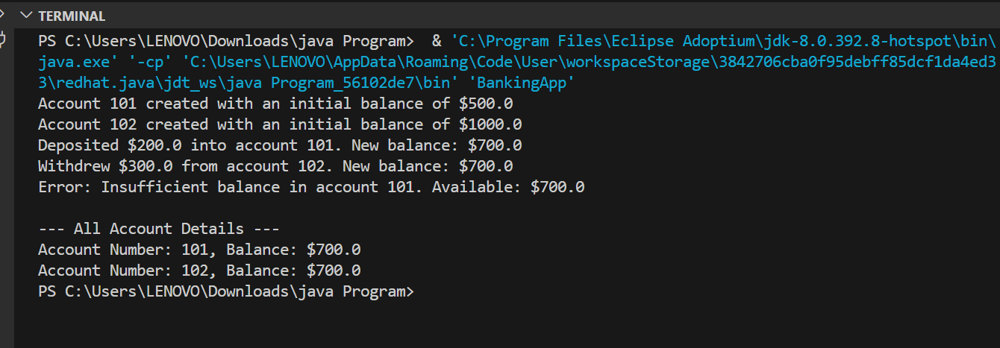 TERMINAL
PS C:\Users\LENOVO\Downloads\java Program>  & 'C:\Program Files\Eclipse Adoptium\jdk-8.0.392.8-hotspot\bin\
java.exe' '-cp' 'C:\Users\LENOVO\AppData\Roaming\Code\User\workspaceStorage\3842706cba0f95debff85dcf1da4ed3
3\redhat.java\jdt_ws\java Program_56102de7\bin' 'BankingApp'
Account 101 created with an initial balance of $500.0
Account 102 created with an initial balance of $1000.0
Deposited $200.0 into account 101. New balance: $700.0
Withdrew $300.0 from account 102. New balance: $700.0
Error: Insufficient balance in account 101. Available: $700.0
--- All Account Details ---
Account Number: 101, Balance: $700.0
Account Number: 102, Balance: $700.0
PS C:\Users\LENOVO\Downloads\java Program>